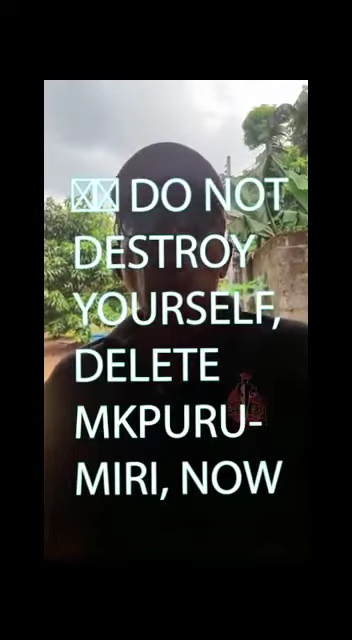 DO NOT
DESTROY
YOURSELF,
DELETE
MKPURU-
MIRI, NOW